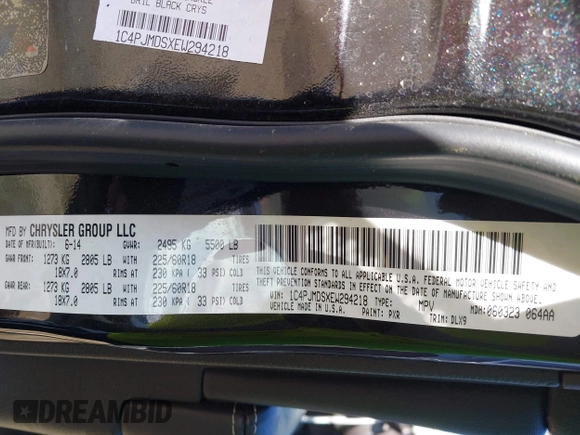 BRIL BLACK CRYS
1C4PJMDSXEW294218
MFD BY CHRYSLER GROUP LLC
DATE OF MFR(BUILT): 6-14 GVWR: 2495 KG 5500 LB
GAWR FRONT: 1273 KG 2805 LB WITH 225/60R18 TIRES
18X7.0 RIMS AT 230 KPA ( 33 PSI) COLD
GAWR REAR: 1273 KG 2805 LB WITH 225/60R18 TIRES
18X7.0 RIMS AT 230 KPA ( 33 PSI) COLD
THIS VEHICLE CONFORMS TO ALL APPLICABLE U.S.A. FEDERAL MOTOR VEHICLE SAFETY AND
THEFT PREVENTION STANDARDS IN EFFECT ON THE DATE OF MANUFACTURE SHOWN ABOVE.
VIN: 1C4PJMDSXEW294218 TYPE: MPV MDH: 060323 064AA
VEHICLE MADE IN U.S.A. PAINT: PXR TRIM: DLX9
DREAMBID